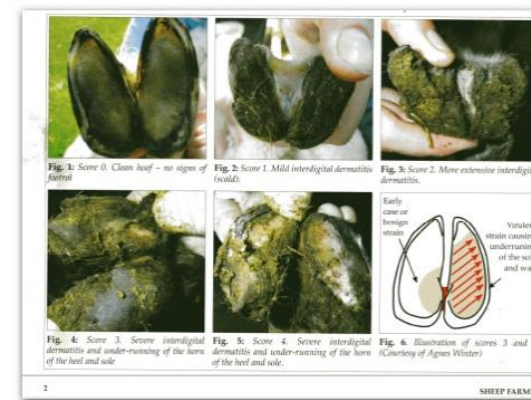 Fig. 1: Score 0. Clean hoof – no signs of
footrot
Fig. 2: Score 1. Mild interdigital dermatitis
(scald).
Fig. 3: Score 2. More extensive interdigi
dermatitis.
Early
case or
benign
strain
Virulen
strain causin
underrunin
of the sol
and wa
Fig. 4: Score 3. Severe interdigital
dermatitis and under-running of the horn
of the heel and sole
Fig. 5: Score 4. Severe interdigital
dermatitis and under-running of the horn
of the heel and sole.
Fig. 6. Illustration of scores 3 and
(Courtesy of Agnes Winter)
2
SHEEP FARM